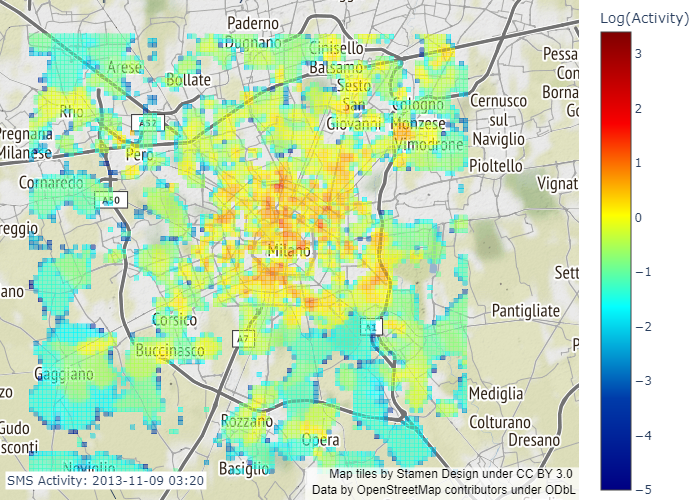 Log(Activity)
Paderno
Dugnano
Cinisello
Balsamo
Arese
Bollate
Sesto
San
Giovanni
Cologno
Monzese
Vimodrone
Cernusco
sul
Naviglio
Pessa
Con
Borna
Go
Rho
A52
Pregnana
Milanese
Pero
Pioltello
Vignat
Cornaredo
A50
reggio
Milano
Sett
ano
Pantigliate
Corsico
A7
A1
Buccinasco
P
Gaggiano
zo
Mediglia
Gudo
sconti
Rozzano
Opera
Colturano
Dresano
Noviglio
Basiglio
SMS Activity: 2013-11-09 03:20
Map tiles by Stamen Design under CC BY 3.0
Data by OpenStreetMap contributors under ODbL
3
2
1
0
−1
−2
−3
−4
−5